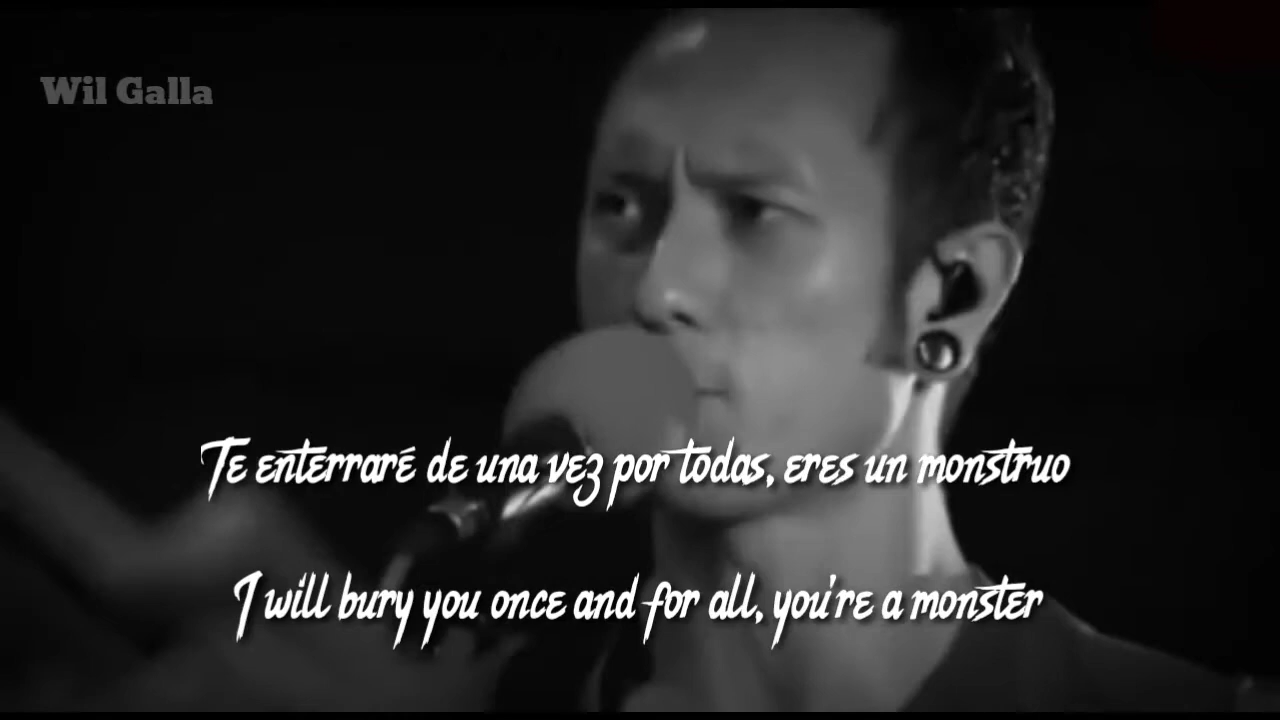 Wil Galla
Te enterraré de una vez por todas, eres un monstruo
I will bury you once and for all, you're a monster